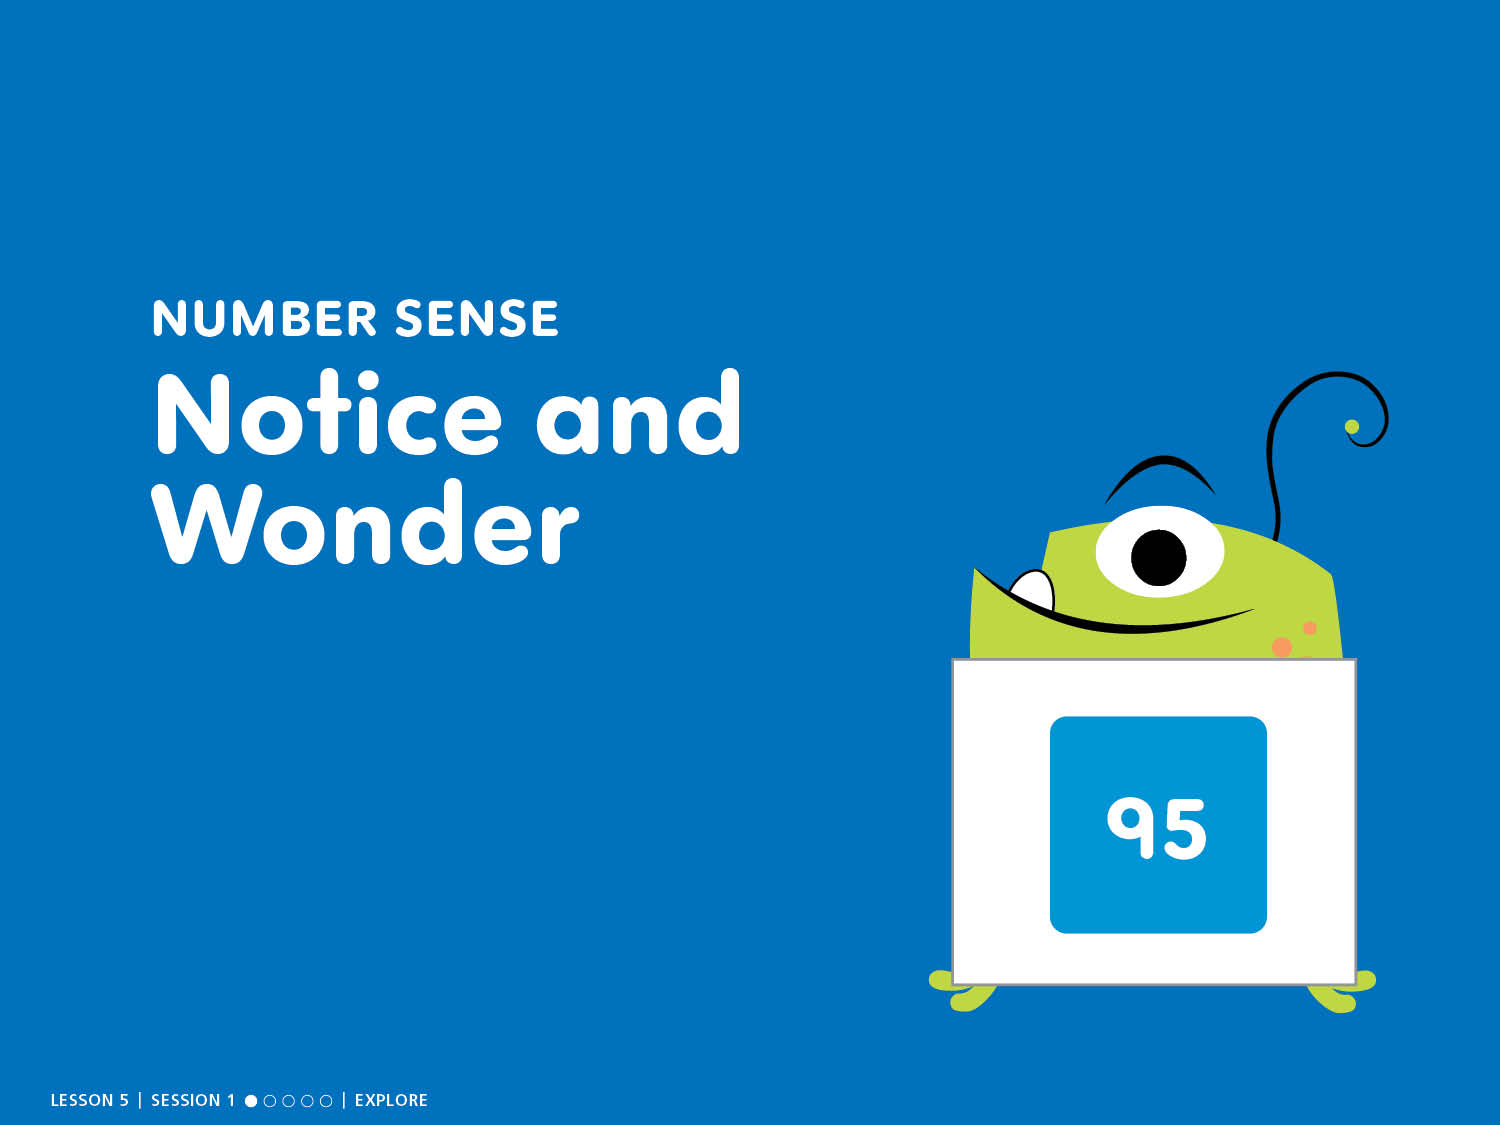 NUMBER SENSE
Notice and
Wonder
95
LESSON 5 | SESSION 1 ●○○○○ | EXPLORE